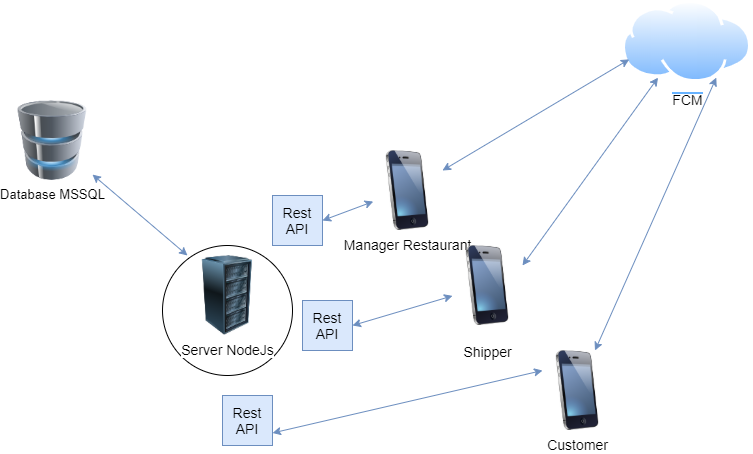 FCM
Database MSSQL
Rest
API
Manager Restaurant
Rest
API
Server NodeJs
Shipper
Rest
API
Customer